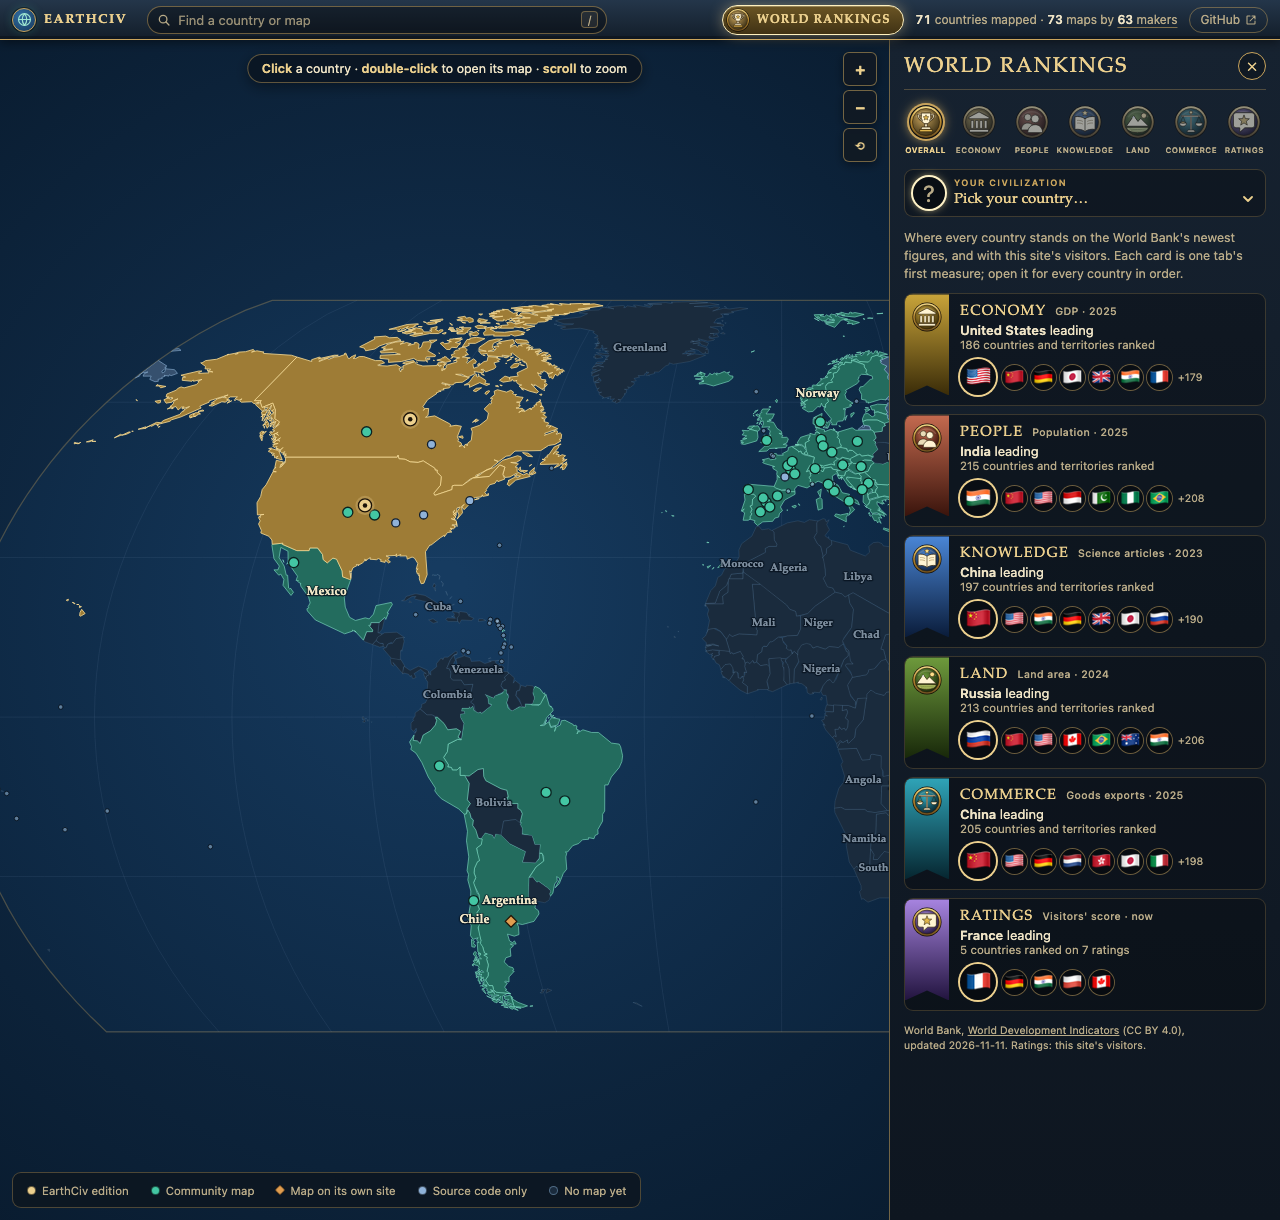 EARTHCIV
Find a country or map
/
WORLD RANKINGS
71 countries mapped · 73 maps by 63 makers
GitHub
Click a country · double-click to open its map · scroll to zoom
+
−
Greenland
Norway
Morocco
Algeria
Libya
Mexico
Cuba
Mali
Niger
Chad
Venezuela
Nigeria
Colombia
Angola
Bolivia
Namibia
South
Argentina
Chile
EarthCiv edition
Community map
Map on its own site
Source code only
No map yet
WORLD RANKINGS
OVERALL
ECONOMY
PEOPLE
KNOWLEDGE
LAND
COMMERCE
RATINGS
?
YOUR CIVILIZATION
Pick your country...
Where every country stands on the World Bank's newest
figures, and with this site's visitors. Each card is one tab's
first measure; open it for every country in order.
ECONOMY GDP · 2025
United States leading
186 countries and territories ranked
+179
PEOPLE Population · 2025
India leading
215 countries and territories ranked
+208
KNOWLEDGE Science articles · 2023
China leading
197 countries and territories ranked
+190
LAND Land area · 2024
Russia leading
213 countries and territories ranked
+206
COMMERCE Goods exports · 2025
China leading
205 countries and territories ranked
+198
RATINGS Visitors' score · now
France leading
5 countries ranked on 7 ratings
World Bank, World Development Indicators (CC BY 4.0),
updated 2026-11-11. Ratings: this site's visitors.